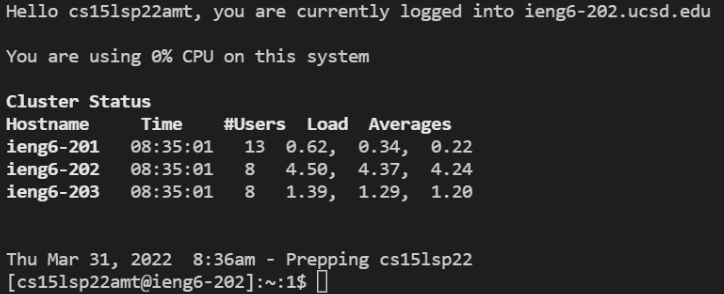 Hello cs15lsp22amt, you are currently logged into ieng6-202.ucsd.edu
You are using 0% CPU on this system
Cluster Status
Hostname Time #Users Load Averages
ieng6-201 08:35:01 13 0.62, 0.34, 0.22
ieng6-202 08:35:01 8 4.50, 4.37, 4.24
ieng6-203 08:35:01 8 1.39, 1.29, 1.20
Thu Mar 31, 2022 8:36am - Prepping cs15lsp22
[cs15lsp22amt@ieng6-202]:~:1$